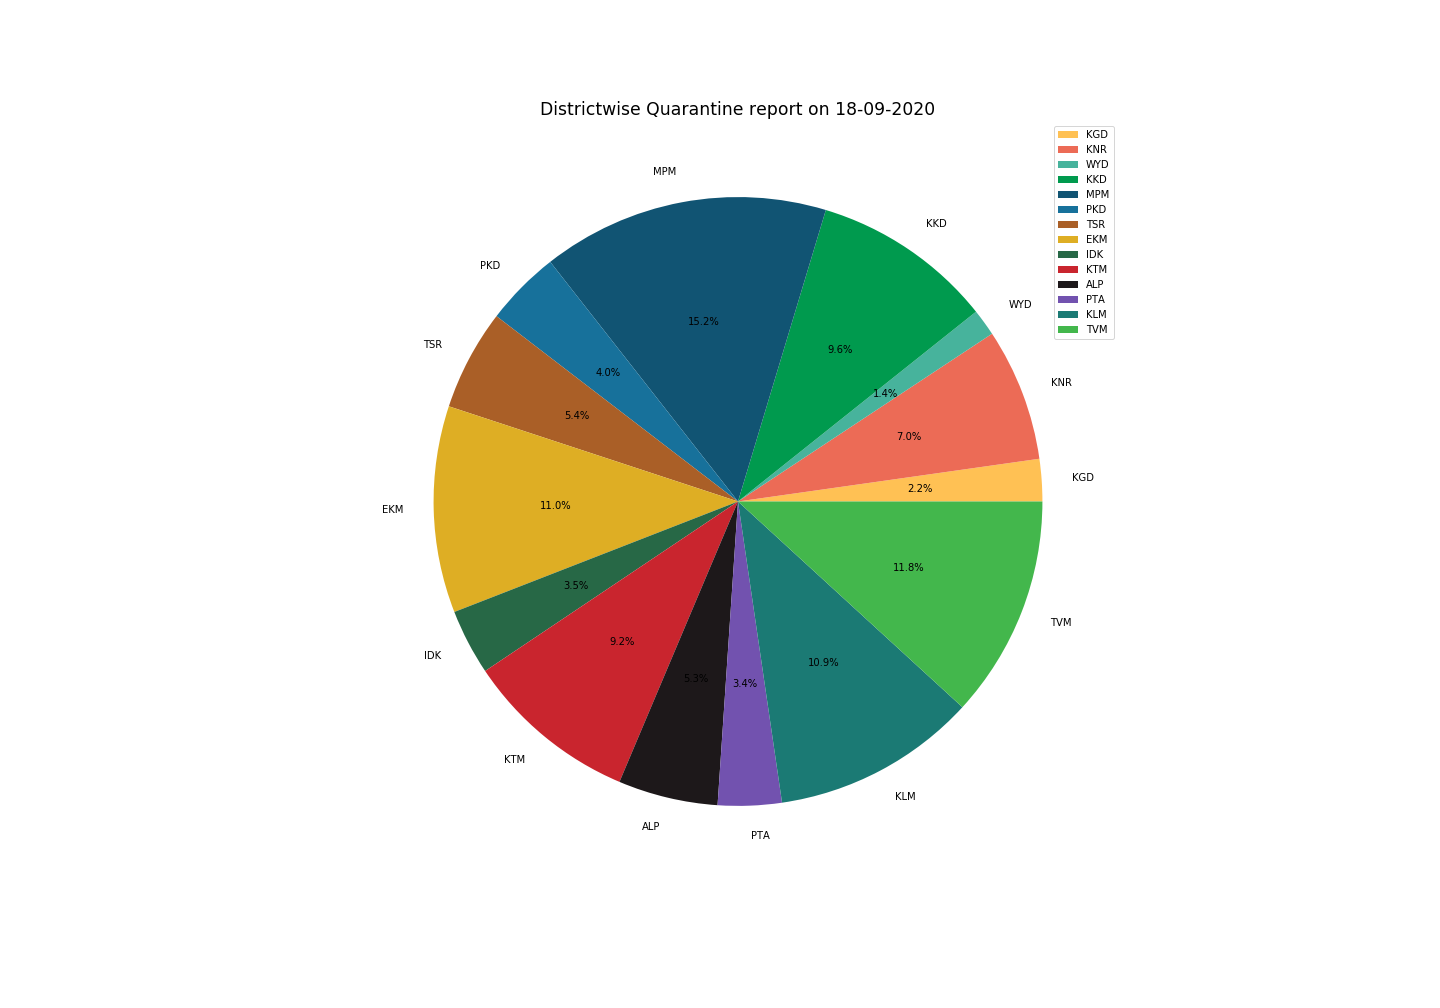 Districtwise Quarantine report on 18-09-2020
KGD
KNR
WYD
KKD
MPM
PKD
TSR
EKM
IDK
KTM
ALP
PTA
KLM
TVM
MPM
KKD
PKD
WYD
TSR
KNR
KGD
EKM
TVM
IDK
KTM
KLM
ALP
PTA
15.2%
9.6%
4.0%
1.4%
5.4%
7.0%
2.2%
11.0%
11.8%
3.5%
9.2%
10.9%
5.3%
3.4%